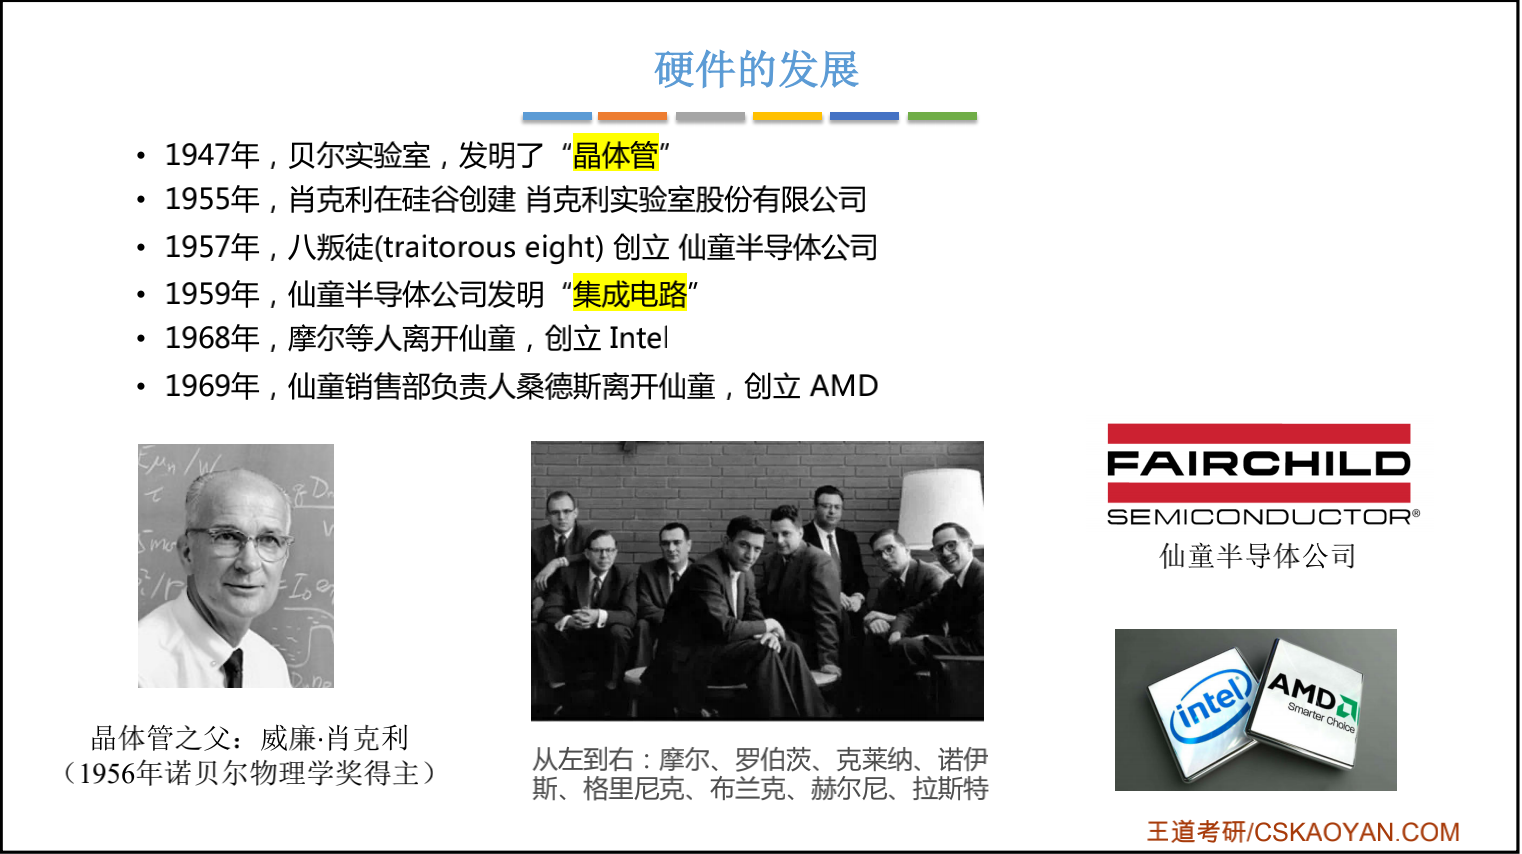 硬件的发展
• 1947年，贝尔实验室，发明了“晶体管”
• 1955年，肖克利在硅谷创建 肖克利实验室股份有限公司
• 1957年，八叛徒(traitorous eight) 创立 仙童半导体公司
• 1959年，仙童半导体公司发明“集成电路”
• 1968年，摩尔等人离开仙童，创立 Intel
• 1969年，仙童销售部负责人桑德斯离开仙童，创立 AMD
晶体管之父：威廉·肖克利
（1956年诺贝尔物理学奖得主）
从左到右：摩尔、罗伯茨、克莱纳、诺伊
斯、格里尼克、布兰克、赫尔尼、拉斯特
FAIRCHILD
SEMICONDUCTOR®
仙童半导体公司
intel
AMD
Smarter Choice
王道考研/CSKAOYAN.COM